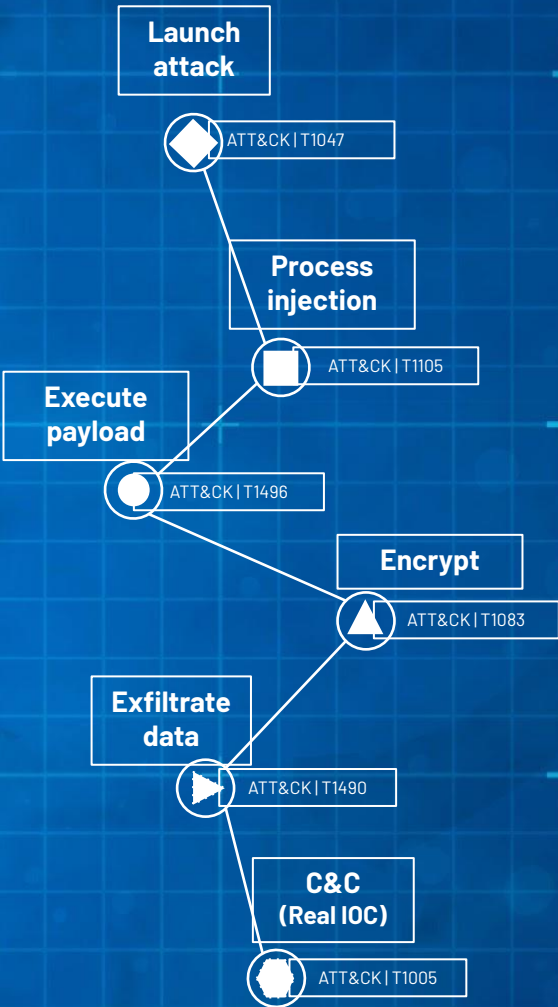 Launch
attack
ATT&CK | T1047
Process
injection
ATT&CK | T1105
Execute
payload
ATT&CK | T1496
Encrypt
ATT&CK | T1083
Exfiltrate
data
ATT&CK | T1490
C&C
(Real IOC)
ATT&CK | T1005